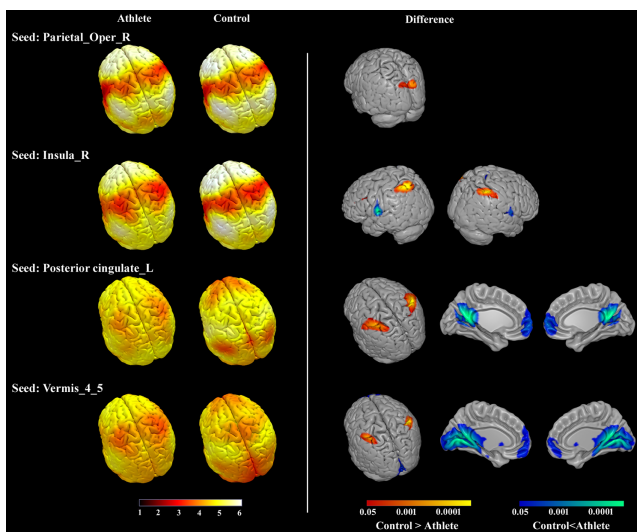 Athlete Control Difference
Seed: Parietal_Oper_R
Seed: Insula_R
Seed: Posterior cingulate_L
Seed: Vermis_4_5
1 2 3 4 5 6
0.05 0.001 0.0001 0.05 0.001 0.0001
Control > Athlete Control<Athlete